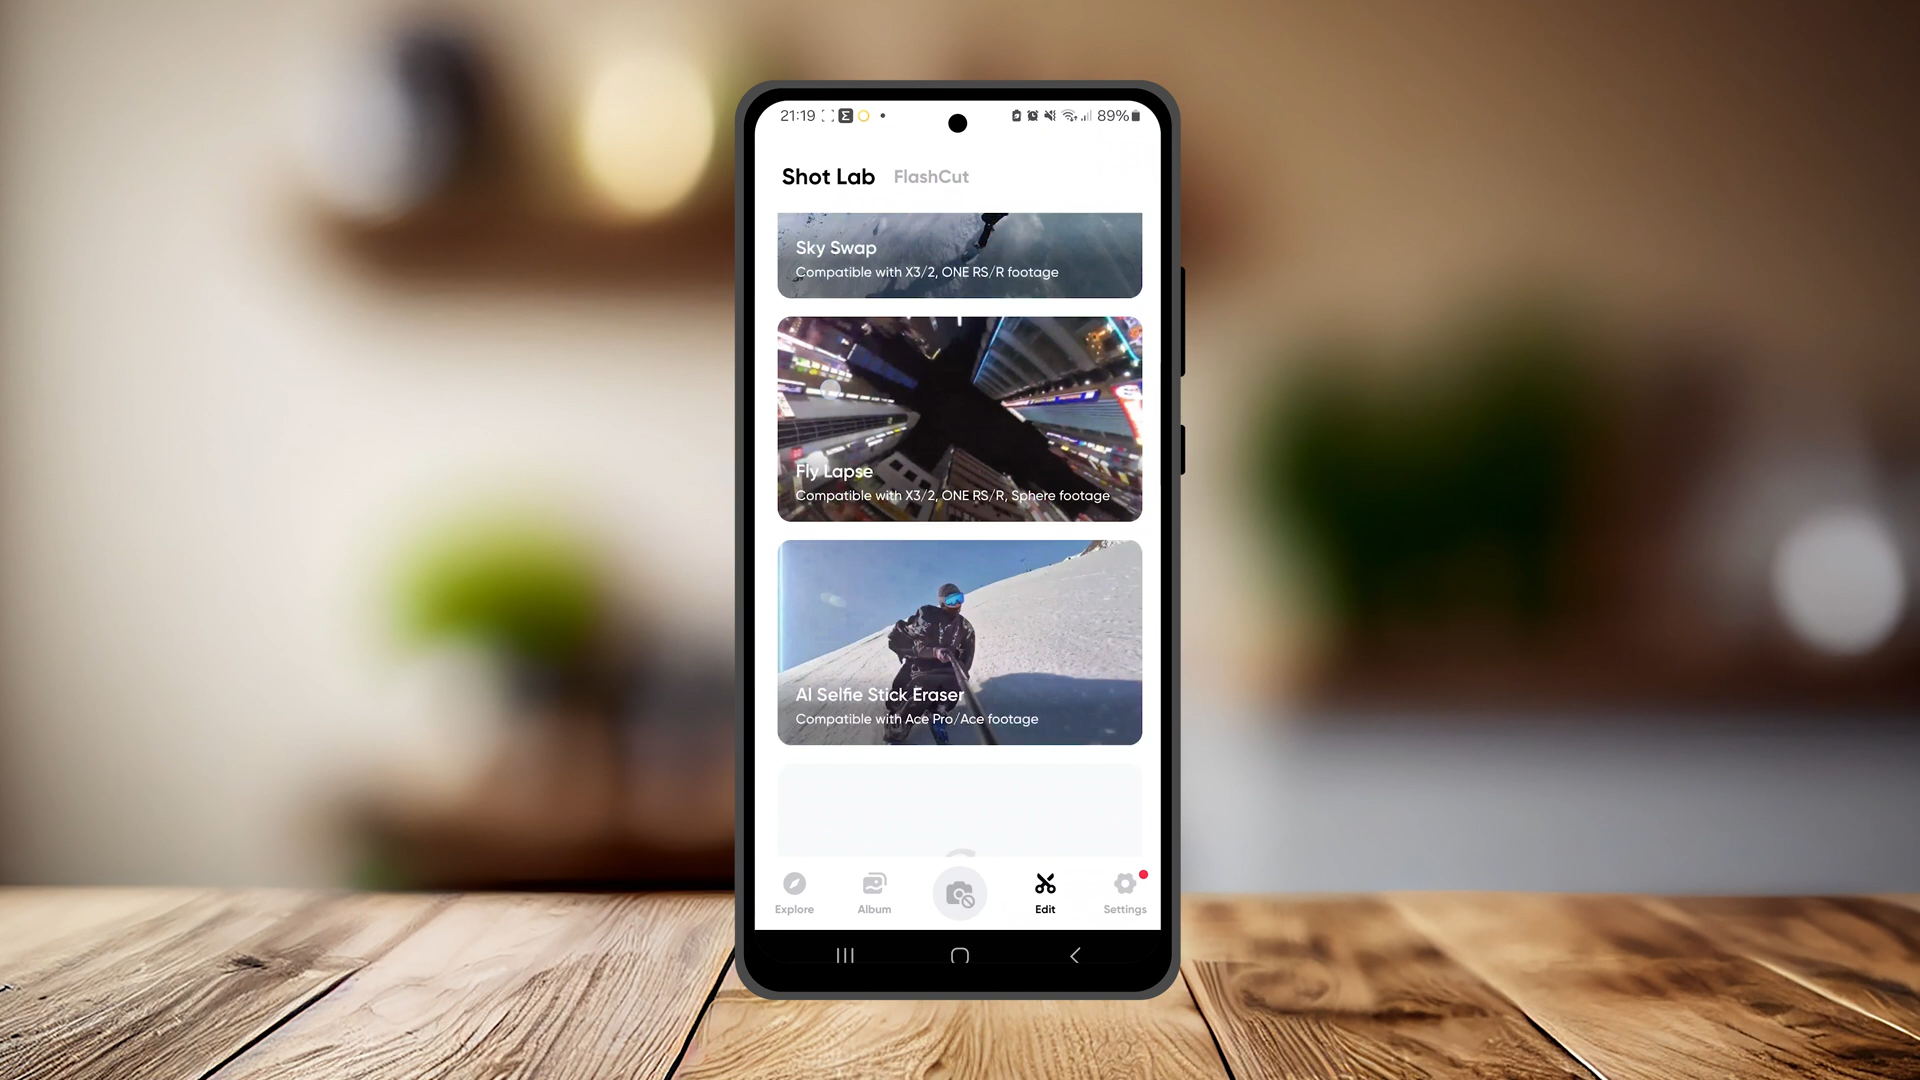 21:19
89%
Shot Lab FlashCut
Sky Swap
Compatible with X3/2, ONE RS/R footage
Fly Lapse
Compatible with X3/2, ONE RS/R, Sphere footage
AI Selfie Stick Eraser
Compatible with Ace Pro/Ace footage
Explore Album Edit Settings